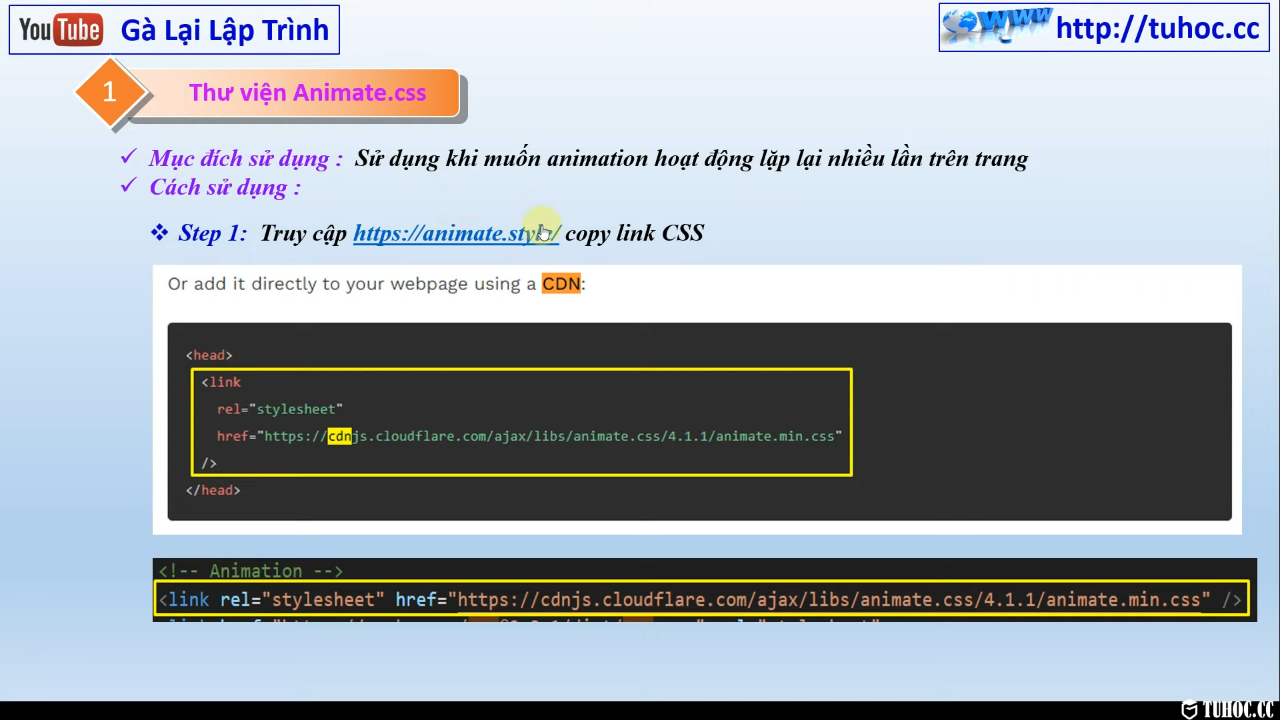 YouTube Gà Lại Lập Trình
WWW http://tuhoc.cc
1 Thư viện Animate.css
✓ Mục đích sử dụng : Sử dụng khi muốn animation hoạt động lặp lại nhiều lần trên trang
✓ Cách sử dụng :
❖ Step 1: Truy cập https://animate.style/ copy link CSS
Or add it directly to your webpage using a CDN:
<head>
<link
rel="stylesheet"
href="https://cdnjs.cloudflare.com/ajax/libs/animate.css/4.1.1/animate.min.css"
/>
</head>
<!-- Animation -->
<link rel="stylesheet" href="https://cdnjs.cloudflare.com/ajax/libs/animate.css/4.1.1/animate.min.css" />
TUHOC.CC